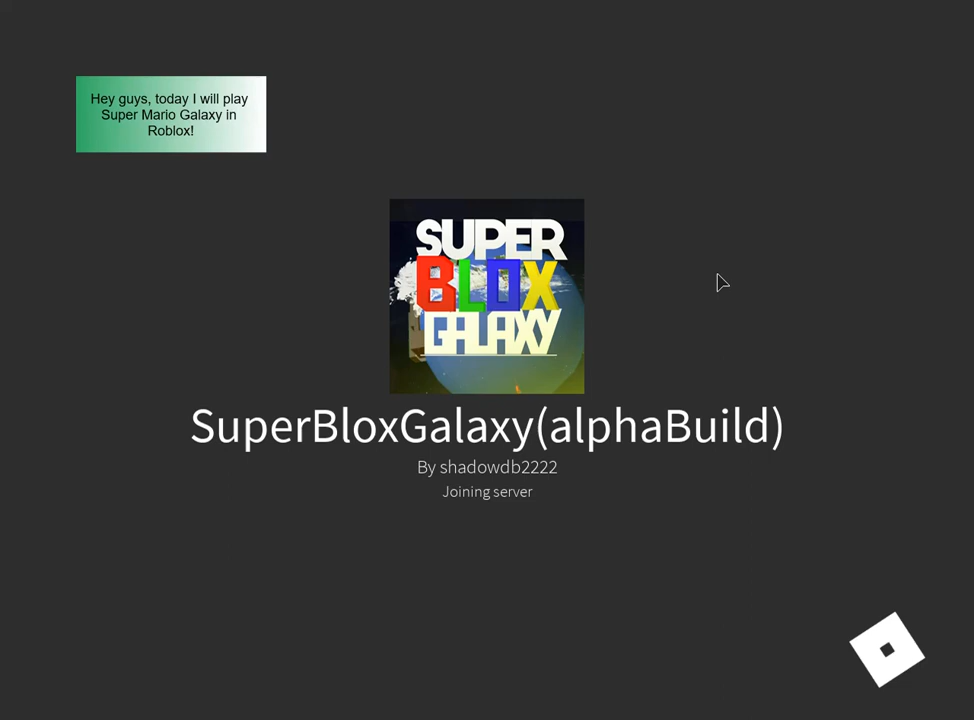 Hey guys, today I will play
Super Mario Galaxy in
Roblox!
SUPER
BLOX
GALAXY
SuperBloxGalaxy(alphaBuild)
By shadowdb2222
Joining server